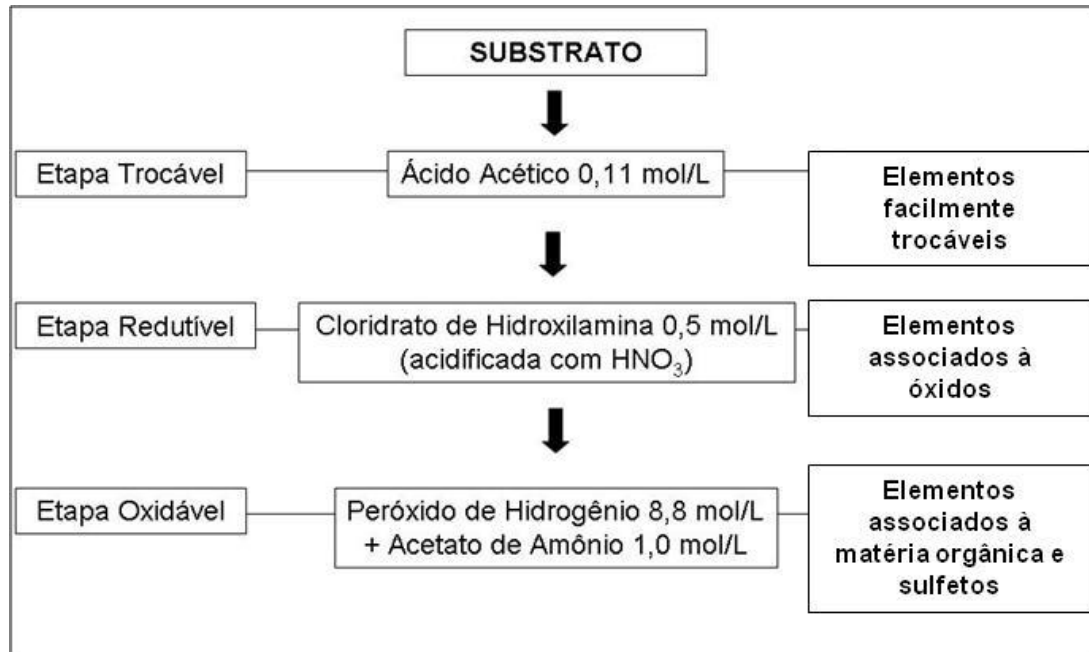 SUBSTRATO
Etapa Trocável
Ácido Acético 0,11 mol/L
Elementos
facilmente
trocáveis
Etapa Redutível
Cloridrato de Hidroxilamina 0,5 mol/L
(acidificada com HNO₃)
Elementos
associados à
óxidos
Etapa Oxidável
Peróxido de Hidrogênio 8,8 mol/L
+ Acetato de Amônio 1,0 mol/L
Elementos
associados à
matéria orgânica e
sulfetos